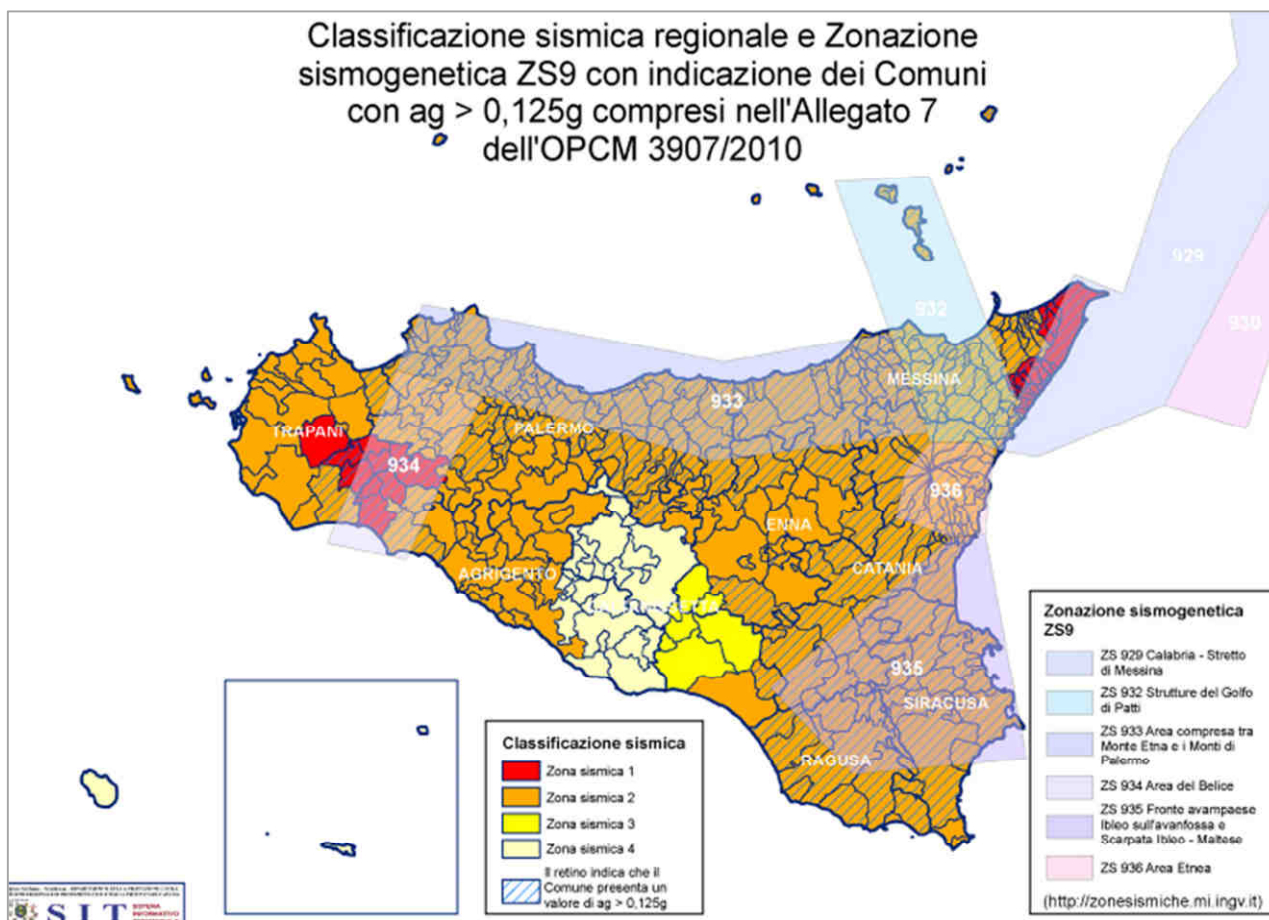 Classificazione sismica regionale e Zonazione
sismogenetica ZS9 con indicazione dei Comuni
con ag > 0,125g compresi nell'Allegato 7
dell'OPCM 3907/2010
929
932
930
MESSINA
933
TRAPANI
PALERMO
934
936
ENNA
CATANIA
AGRIGENTO
935
SIRACUSA
RAGUSA
Classificazione sismica
Zona sismica 1
Zona sismica 2
Zona sismica 3
Zona sismica 4
Il retino indica che il
Comune presenta un
valore di ag > 0,125g
Zonazione sismogenetica
ZS9
ZS 929 Calabria - Stretto
di Messina
ZS 932 Strutture del Golfo
di Patti
ZS 933 Area compresa tra
Monte Etna e i Monti di
Palermo
ZS 934 Area del Belice
ZS 935 Fronte avampaese
Ibleo sull'avanfossa e
Scarpata Ibleo - Maltese
ZS 936 Area Etnea
(http://zonesismiche.mi.ingv.it)
SIT
SISTEMA
INFORMATIVO